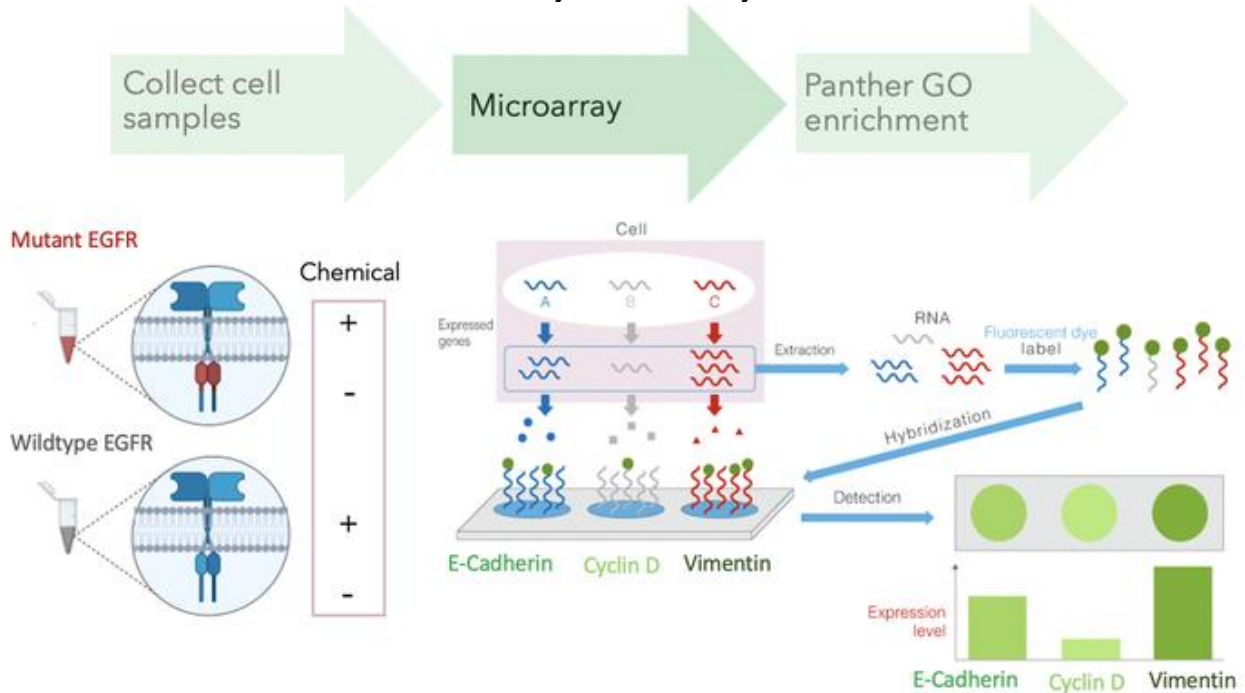 Collect cell
samples
Microarray
Panther GO
enrichment
Mutant EGFR
Chemical
+
-
Wildtype EGFR
+
-
Cell
A
B
C
Expressed
genes
Extraction
RNA
Fluorescent dye
label
Hybridization
Detection
E-Cadherin
Cyclin D
Vimentin
Expression
level
E-Cadherin
Cyclin D
Vimentin